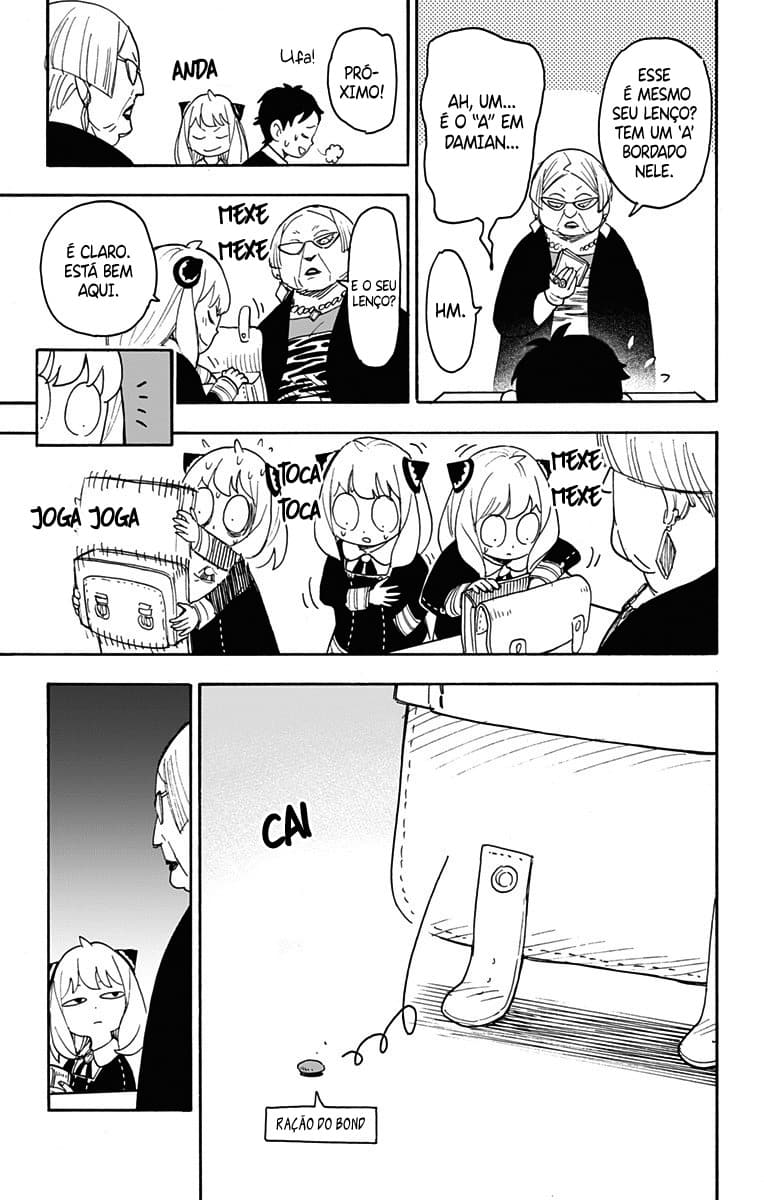 ESSE
É MESMO
SEU LENÇO?
TEM UM ‘A’
BORDADO
NELE.
AH, UM...
É O “A” EM
DAMIAN...
HM.
PRÓ-
XIMO!
Ufa!
ANDA
E O SEU
LENÇO?
MEXE
MEXE
É CLARO.
ESTÁ BEM
AQUI.
MEXE
MEXE
TOCA
TOCA
JOGA JOGA
CAI
RAÇÃO DO BOND